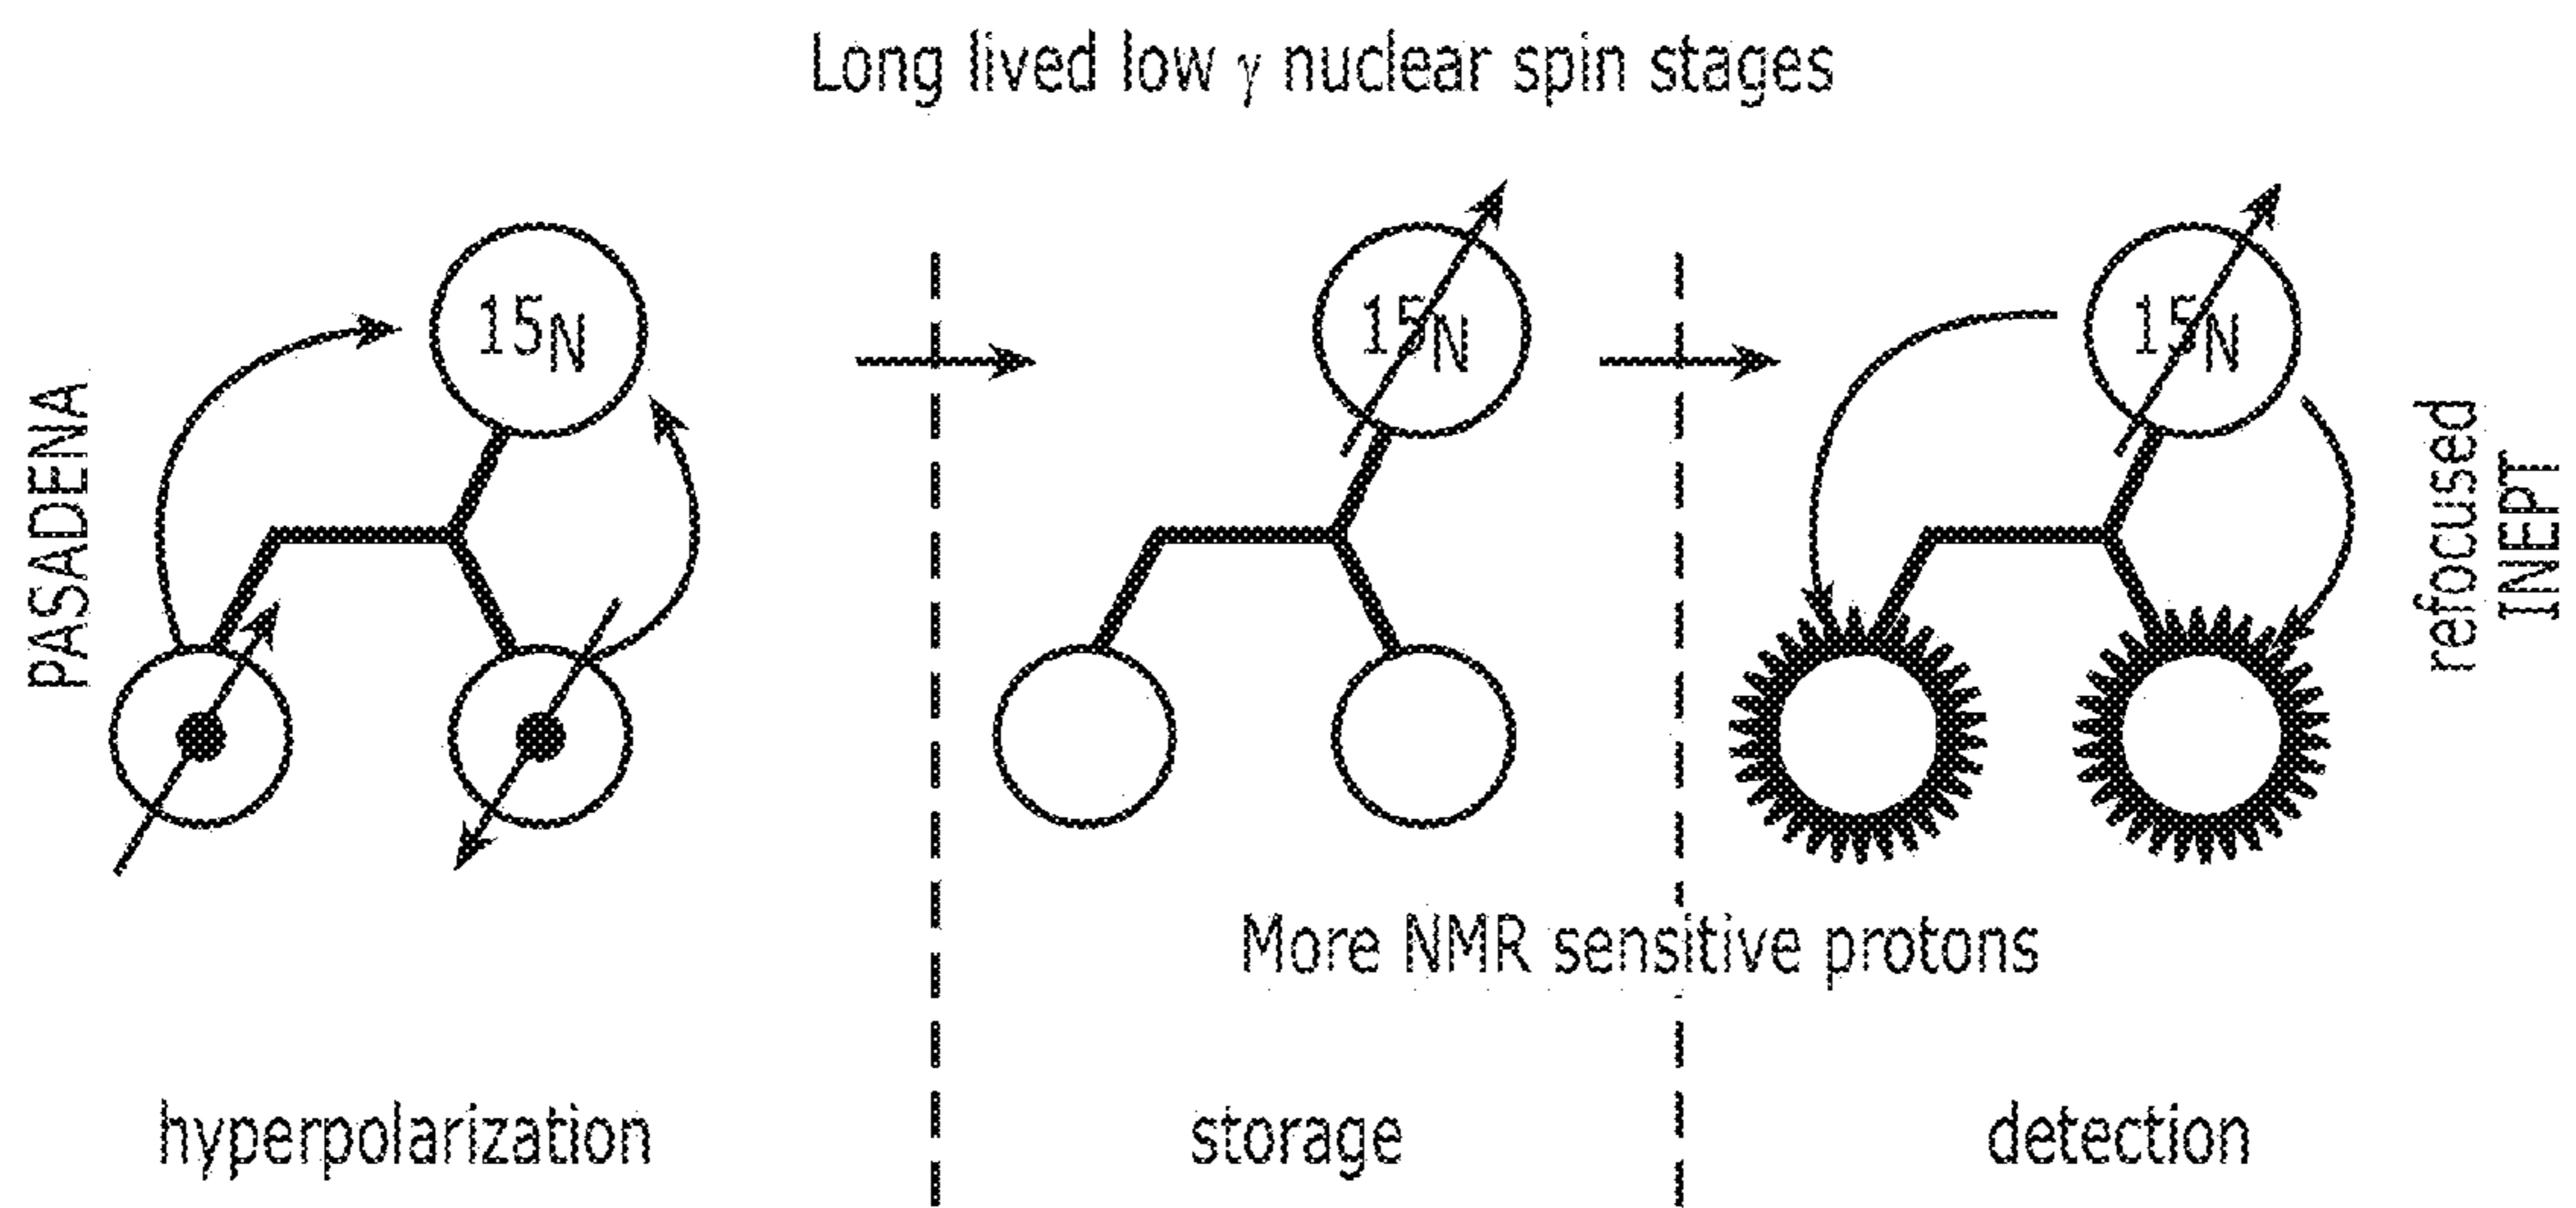 Long lived low γ nuclear spin stages
PASADENA
15N
15N
15N
refocused
INEPT
More NMR sensitive protons
hyperpolarization
storage
detection